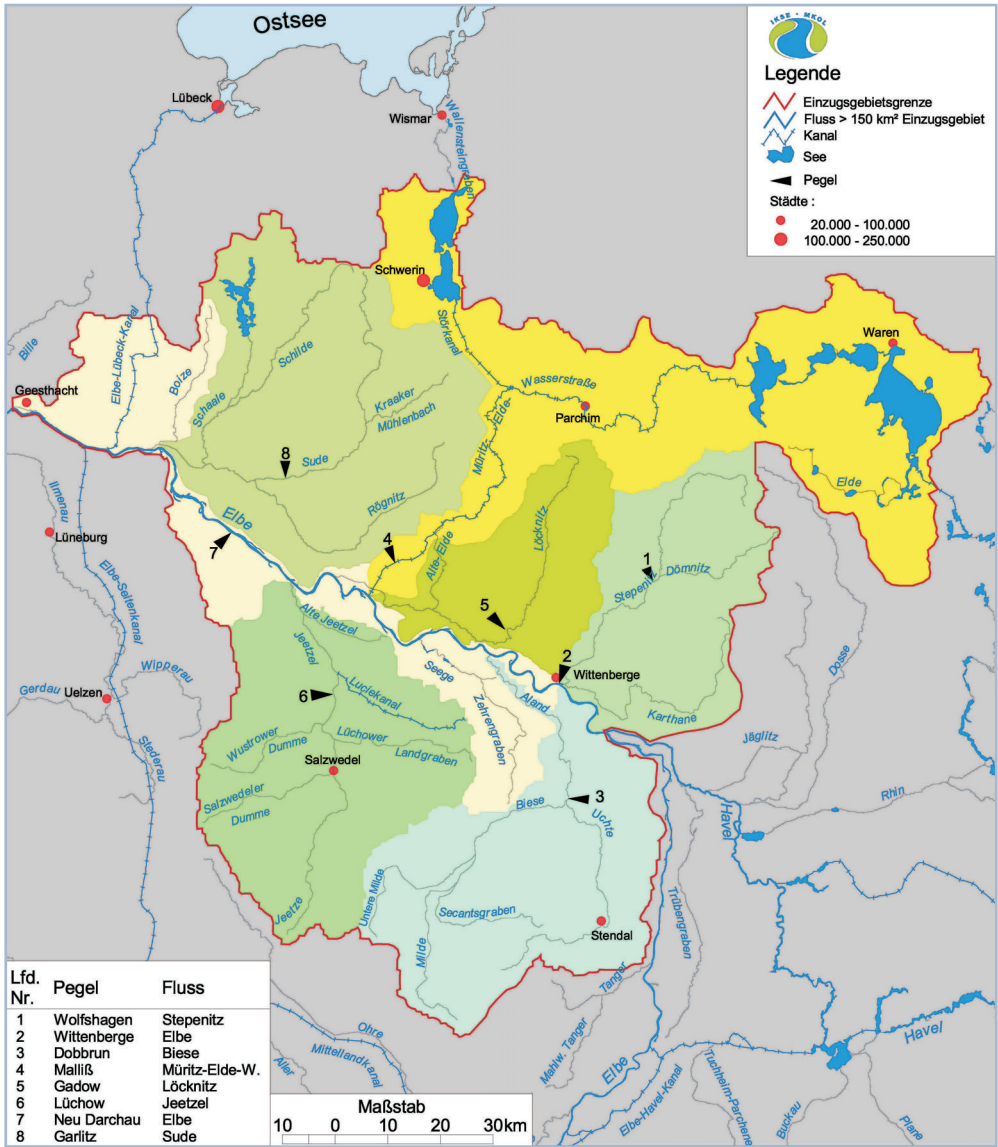 Ostsee
IKSE - MKOL
Legende
Einzugsgebietsgrenze
Fluss > 150 km² Einzugsgebiet
Kanal
See
Pegel
Städte :
20.000 - 100.000
100.000 - 250.000
Lübeck
Wismar
Wallensteingraben
Schwerin
Störkanal
Waren
Wasserstraße
Parchim
Müritz-
Elde-
Elde
Bille
Geesthacht
Elbe-Lübeck-Kanal
Boize
Schaale
Schilde
Kraaker
Mühlenbach
8
Sude
Rögnitz
Elbe
7
4
Alte-Elde
Löcknitz
5
1
Stepenitz
Dömnitz
2
Wittenberge
Karthane
Ilmenau
Lüneburg
Elbe-Seitenkanal
Wipperau
Gerdau
Uelzen
Stederau
Alte Jeetzel
Jeetzel
6
Luciekanal
Seege
Zehrengraben
Aland
Wustrower
Dumme
Lüchower
Landgraben
Salzwedel
Salzwedeler
Dumme
Jeetze
Biese
3
Uchte
Untere Milde
Secantsgraben
Milde
Stendal
Dosse
Jäglitz
Rhin
Havel
Trübengraben
Tanger
Mahlw. Tanger
Elbe
Elbe-Havel-Kanal
Tuchheim-Parchene
Buckau
Plane
Havel
Ohre
Mittellandkanal
Aller
Lfd.
Nr. Pegel Fluss
1 Wolfshagen Stepenitz
2 Wittenberge Elbe
3 Dobbrun Biese
4 Malliß Müritz-Elde-W.
5 Gadow Löcknitz
6 Lüchow Jeetzel
7 Neu Darchau Elbe
8 Garlitz Sude
Maßstab
10 0 10 20 30 km